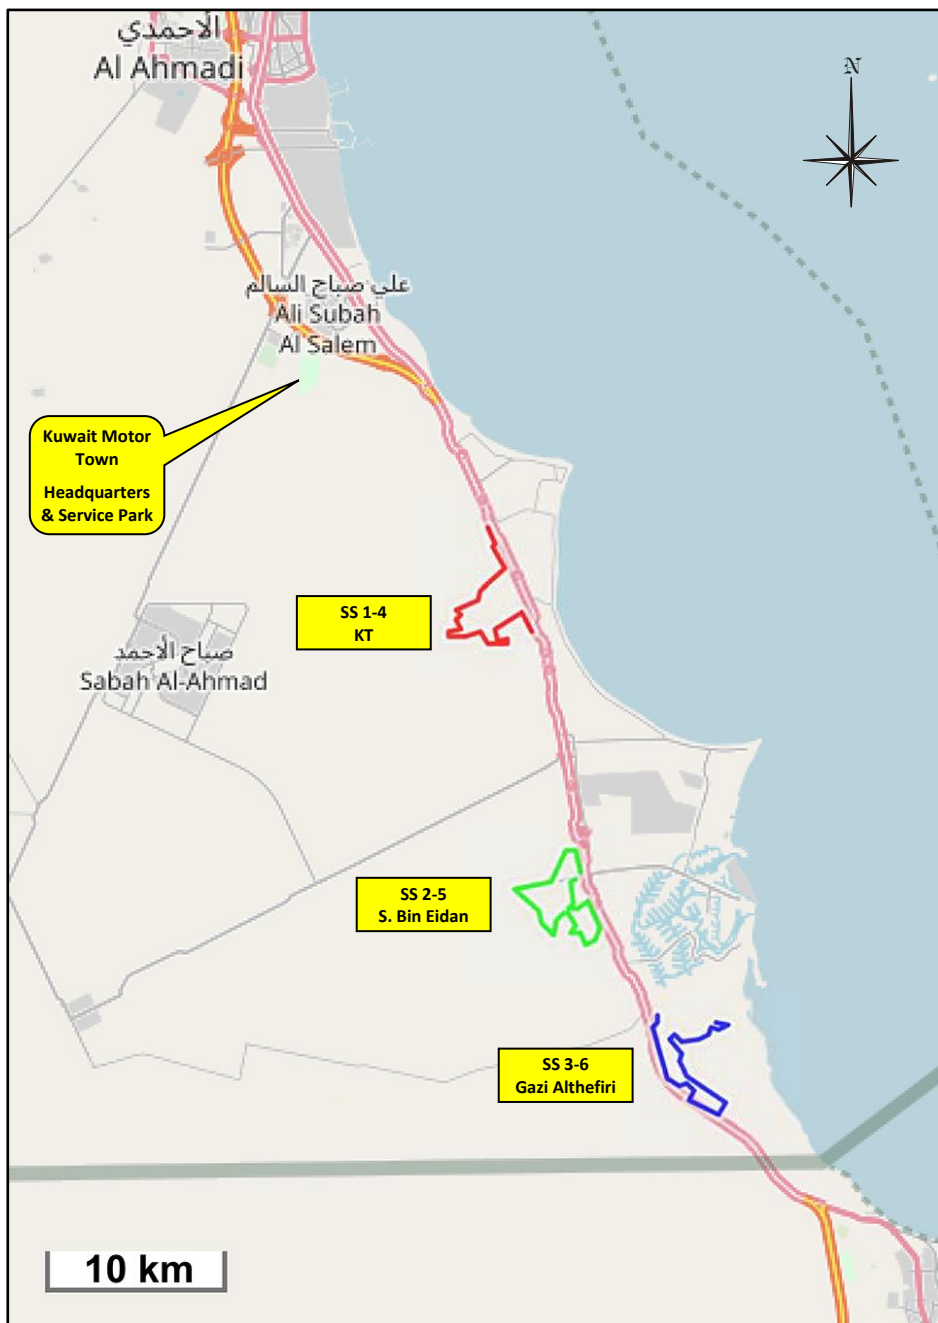 الأحمدي
Al Ahmadi
N
علي صباح السالم
Ali Subah
Al Salem
Kuwait Motor
Town
Headquarters
& Service Park
SS 1-4
KT
صباح الأحمد
Sabah Al-Ahmad
SS 2-5
S. Bin Eidan
SS 3-6
Gazi Althefiri
10 km